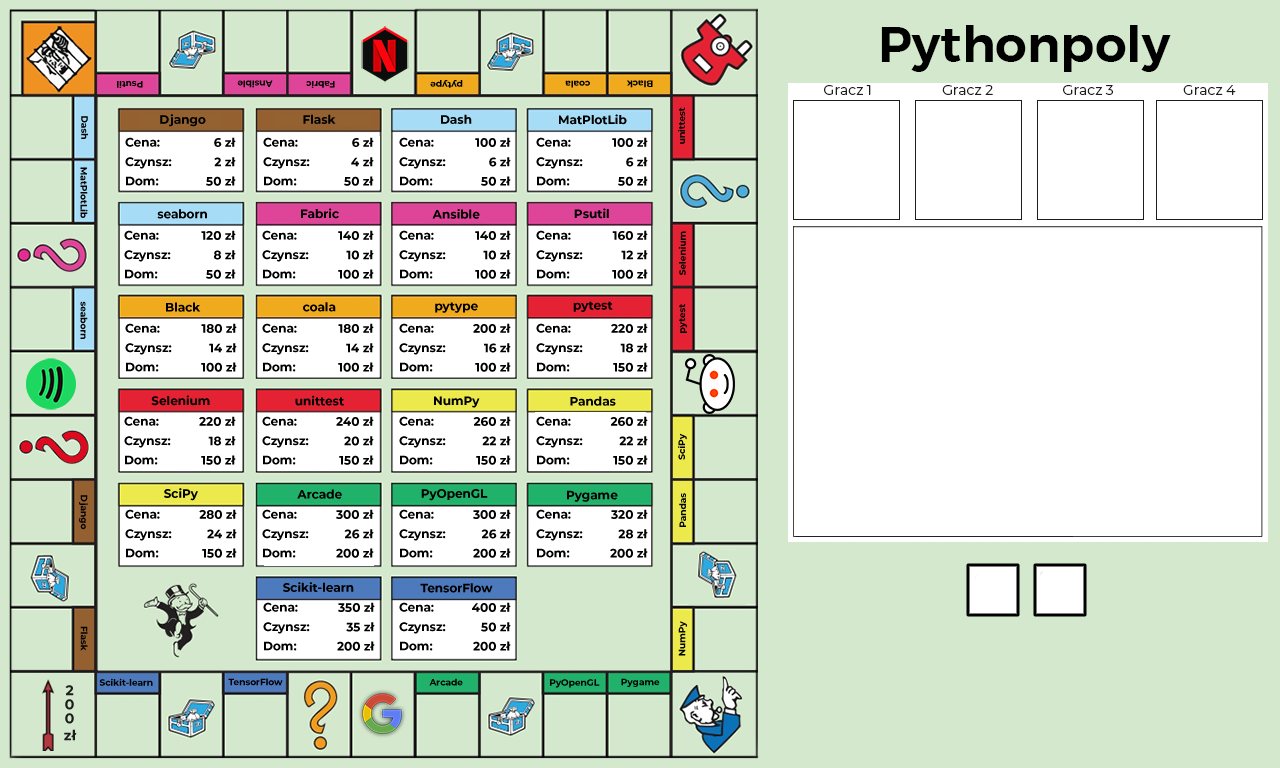 Pythonpoly
Gracz 1
Gracz 2
Gracz 3
Gracz 4
Psutil
Ansible
Fabric
N
pytype
coala
Black
Dash
MatPlotLib
seaborn
Django
Flask
unittest
Selenium
pytest
SciPy
Pandas
NumPy
Django
Cena: 6 zł
Czynsz: 2 zł
Dom: 50 zł
Flask
Cena: 6 zł
Czynsz: 4 zł
Dom: 50 zł
Dash
Cena: 100 zł
Czynsz: 6 zł
Dom: 50 zł
MatPlotLib
Cena: 100 zł
Czynsz: 6 zł
Dom: 50 zł
seaborn
Cena: 120 zł
Czynsz: 8 zł
Dom: 50 zł
Fabric
Cena: 140 zł
Czynsz: 10 zł
Dom: 100 zł
Ansible
Cena: 140 zł
Czynsz: 10 zł
Dom: 100 zł
Psutil
Cena: 160 zł
Czynsz: 12 zł
Dom: 100 zł
Black
Cena: 180 zł
Czynsz: 14 zł
Dom: 100 zł
coala
Cena: 180 zł
Czynsz: 14 zł
Dom: 100 zł
pytype
Cena: 200 zł
Czynsz: 16 zł
Dom: 100 zł
pytest
Cena: 220 zł
Czynsz: 18 zł
Dom: 150 zł
Selenium
Cena: 220 zł
Czynsz: 18 zł
Dom: 150 zł
unittest
Cena: 240 zł
Czynsz: 20 zł
Dom: 150 zł
NumPy
Cena: 260 zł
Czynsz: 22 zł
Dom: 150 zł
Pandas
Cena: 260 zł
Czynsz: 22 zł
Dom: 150 zł
SciPy
Cena: 280 zł
Czynsz: 24 zł
Dom: 150 zł
Arcade
Cena: 300 zł
Czynsz: 26 zł
Dom: 200 zł
PyOpenGL
Cena: 300 zł
Czynsz: 26 zł
Dom: 200 zł
Pygame
Cena: 320 zł
Czynsz: 28 zł
Dom: 200 zł
Scikit-learn
Cena: 350 zł
Czynsz: 35 zł
Dom: 200 zł
TensorFlow
Cena: 400 zł
Czynsz: 50 zł
Dom: 200 zł
200 zł
Scikit-learn
TensorFlow
?
G
Arcade
PyOpenGL
Pygame
?
?
?